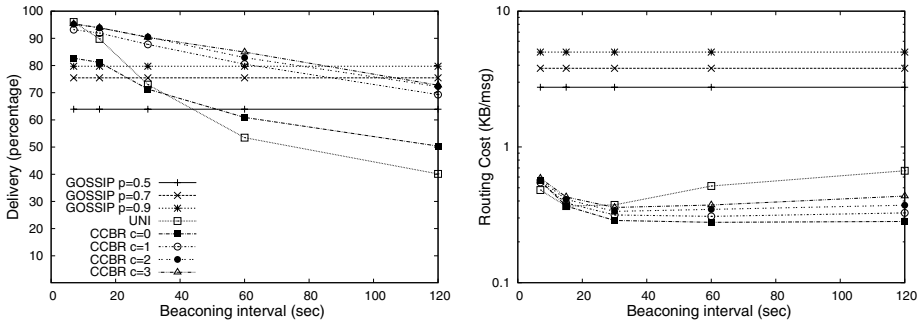 Delivery (percentage)
100
90
80
70
60
50
40
30
20
10
GOSSIP p=0.5
GOSSIP p=0.7
GOSSIP p=0.9
UNI
CCBR c=0
CCBR c=1
CCBR c=2
CCBR c=3
0 20 40 60 80 100 120
Beaconing interval (sec)
Routing Cost (KB/msg)
10
1
0.1
0 20 40 60 80 100 120
Beaconing interval (sec)